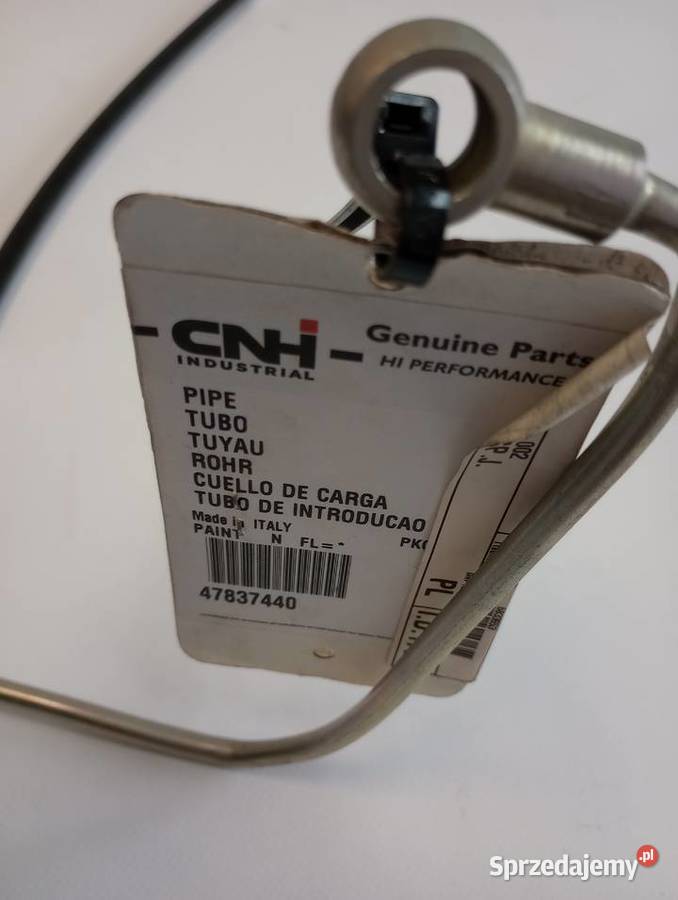 CNH
INDUSTRIAL
Genuine Parts
HI PERFORMANCE
PIPE
TUBO
TUYAU
ROHR
CUELLO DE CARGA
TUBO DE INTRODUCAO
Made in ITALY
PAINT N FL=*
47837440
002
PL
Sprzedajemy.pl